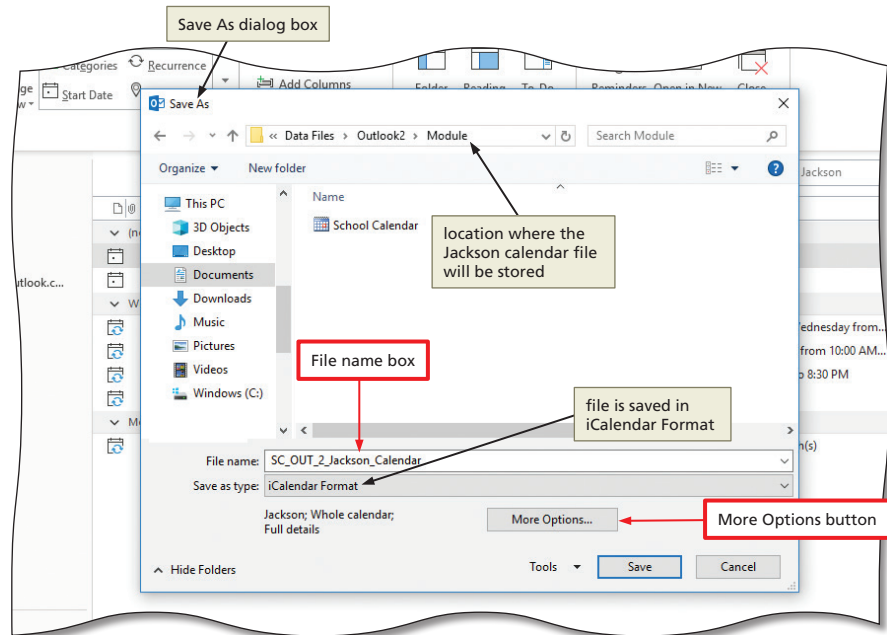 Save As dialog box
Categories Recurrence
Start Date
Add Columns
Folder Reading To-Do Reminders Open in New Close
Save As
« Data Files › Outlook2 › Module
Search Module
Organize New folder
Jackson
This PC
3D Objects
Desktop
Documents
Downloads
Music
Pictures
Videos
Windows (C:)
Name
School Calendar
location where the
Jackson calendar file
will be stored
File name box
file is saved in
iCalendar Format
from 10:00 AM...
8:30 PM
File name: SC_OUT_2_Jackson_Calendar
Save as type: iCalendar Format
Jackson; Whole calendar;
Full details
More Options...
More Options button
Hide Folders
Tools Save Cancel